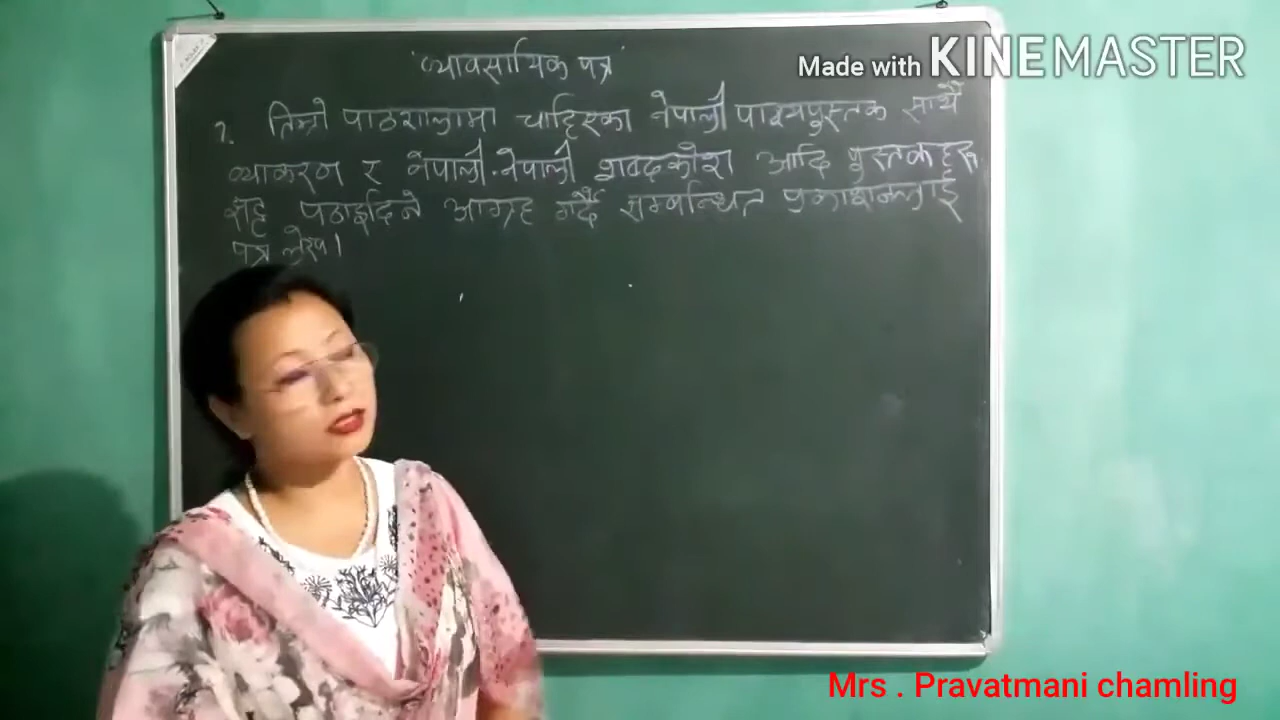 'व्यावसायिक पत्र'
Made with KINEMASTER
१. तिम्रो पाठशालामा चाहिएका नेपाली पाठ्यपुस्तक साथै
व्याकरण र नेपाली-नेपाली शब्दकोश आदि पुस्तकहरू
पठाइदिने आग्रह गर्दै सम्बन्धित प्रकाशनलाई
पत्र लेख।
Mrs . Pravatmani chamling